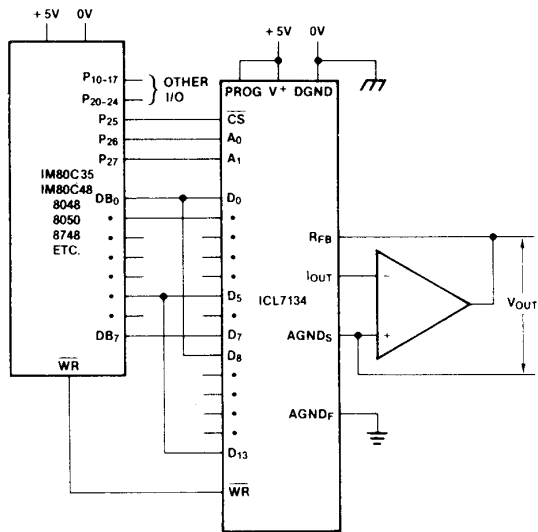 +5V 0V
+5V 0V
P10-17
P20-24
OTHER
I/O
P25
P26
P27
IM80C35
IM80C48
8048
8050
8748
ETC.
DB0
DB7
WR
PROG V+ DGND
CS
A0
A1
D0
D5
D7
D8
D13
WR
ICL7134
RFB
IOUT
AGNDS
AGNDF
−
+
VOUT